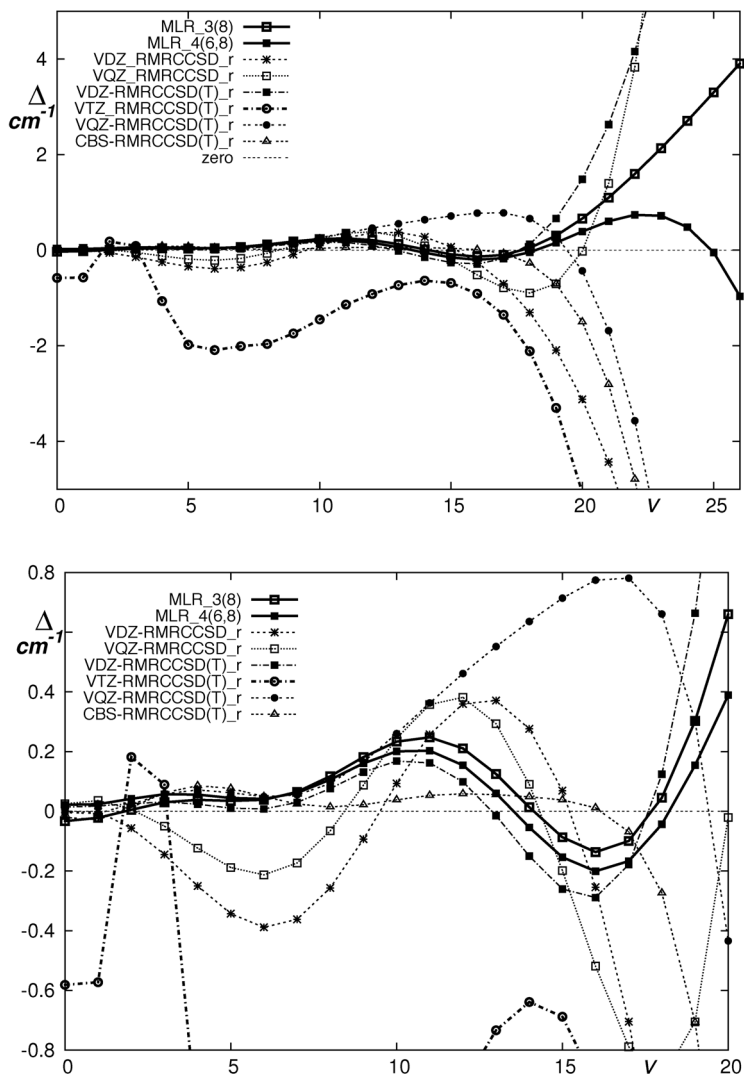 MLR_3(8)
MLR_4(6,8)
VDZ_RMRCCSD_r
VQZ_RMRCCSD_r
VDZ-RMRCCSD(T)_r
VTZ_RMRCCSD(T)_r
VQZ-RMRCCSD(T)_r
CBS-RMRCCSD(T)_r
zero
Δ
cm-1
4
2
0
-2
-4
0 5 10 15 20 v 25
MLR_3(8)
MLR_4(6,8)
VDZ-RMRCCSD_r
VQZ-RMRCCSD_r
VDZ-RMRCCSD(T)_r
VTZ-RMRCCSD(T)_r
VQZ-RMRCCSD(T)_r
CBS-RMRCCSD(T)_r
Δ
cm-1
0.8
0.4
0.2
0
-0.2
-0.4
-0.6
-0.8
0 5 10 15 v 20